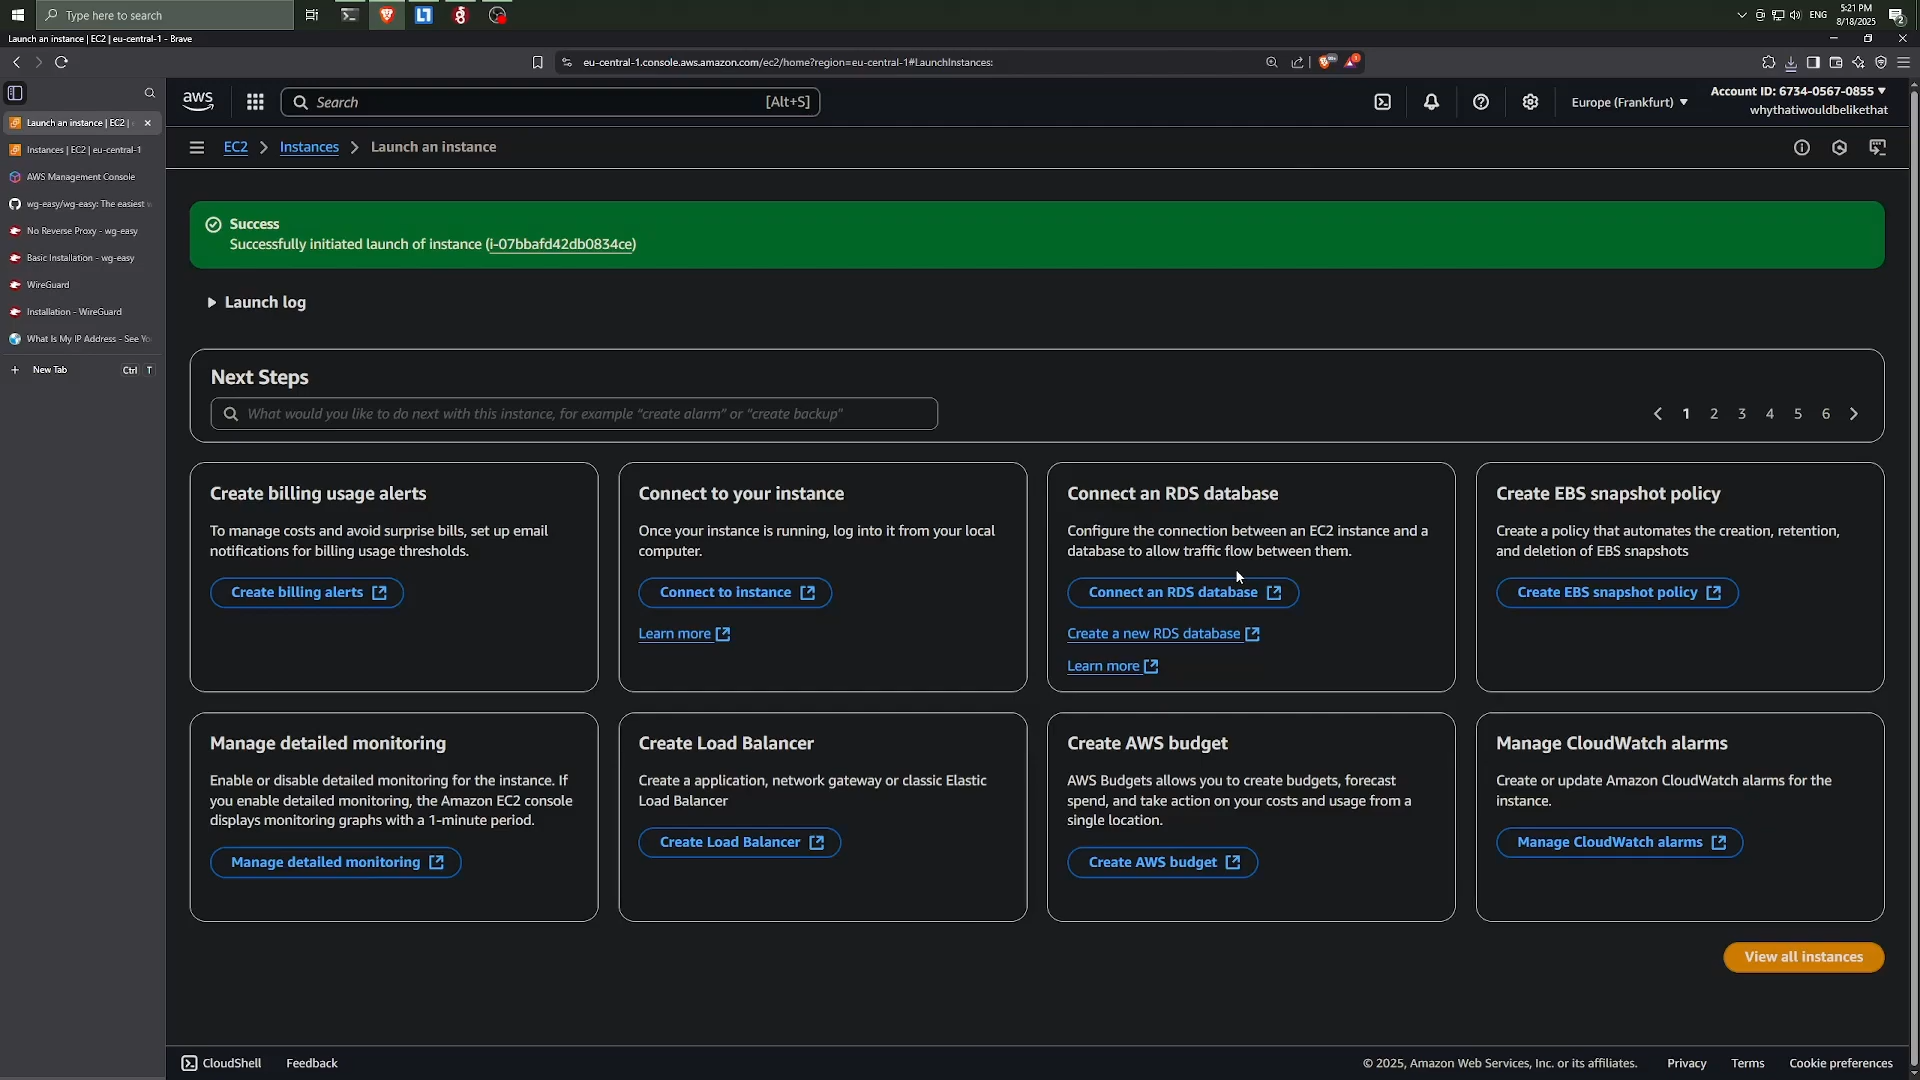 Type here to search
ENG
5:21 PM
8/18/2025
2
Launch an instance | EC2 | eu-central-1 - Brave
eu-central-1.console.aws.amazon.com/ec2/home?region=eu-central-1#LaunchInstances:
Launch an instance | EC2 |
Instances | EC2 | eu-central-1
AWS Management Console
wg-easy/wg-easy: The easiest
No Reverse Proxy - wg-easy
Basic Installation - wg-easy
WireGuard
Installation - WireGuard
What Is My IP Address - See Yo
New Tab
Ctrl T
aws
Search
[Alt+S]
Europe (Frankfurt)
Account ID: 6734-0567-0855
whythatiwouldbelikethat
EC2 > Instances > Launch an instance
Success
Successfully initiated launch of instance (i-07bbafd42db0834ce)
Launch log
Next Steps
What would you like to do next with this instance, for example "create alarm" or "create backup"
1 2 3 4 5 6
Create billing usage alerts
To manage costs and avoid surprise bills, set up email
notifications for billing usage thresholds.
Create billing alerts
Connect to your instance
Once your instance is running, log into it from your local
computer.
Connect to instance
Learn more
Connect an RDS database
Configure the connection between an EC2 instance and a
database to allow traffic flow between them.
Connect an RDS database
Create a new RDS database
Learn more
Create EBS snapshot policy
Create a policy that automates the creation, retention,
and deletion of EBS snapshots
Create EBS snapshot policy
Manage detailed monitoring
Enable or disable detailed monitoring for the instance. If
you enable detailed monitoring, the Amazon EC2 console
displays monitoring graphs with a 1-minute period.
Manage detailed monitoring
Create Load Balancer
Create a application, network gateway or classic Elastic
Load Balancer
Create Load Balancer
Create AWS budget
AWS Budgets allows you to create budgets, forecast
spend, and take action on your costs and usage from a
single location.
Create AWS budget
Manage CloudWatch alarms
Create or update Amazon CloudWatch alarms for the
instance.
Manage CloudWatch alarms
View all instances
CloudShell
Feedback
© 2025, Amazon Web Services, Inc. or its affiliates.
Privacy
Terms
Cookie preferences